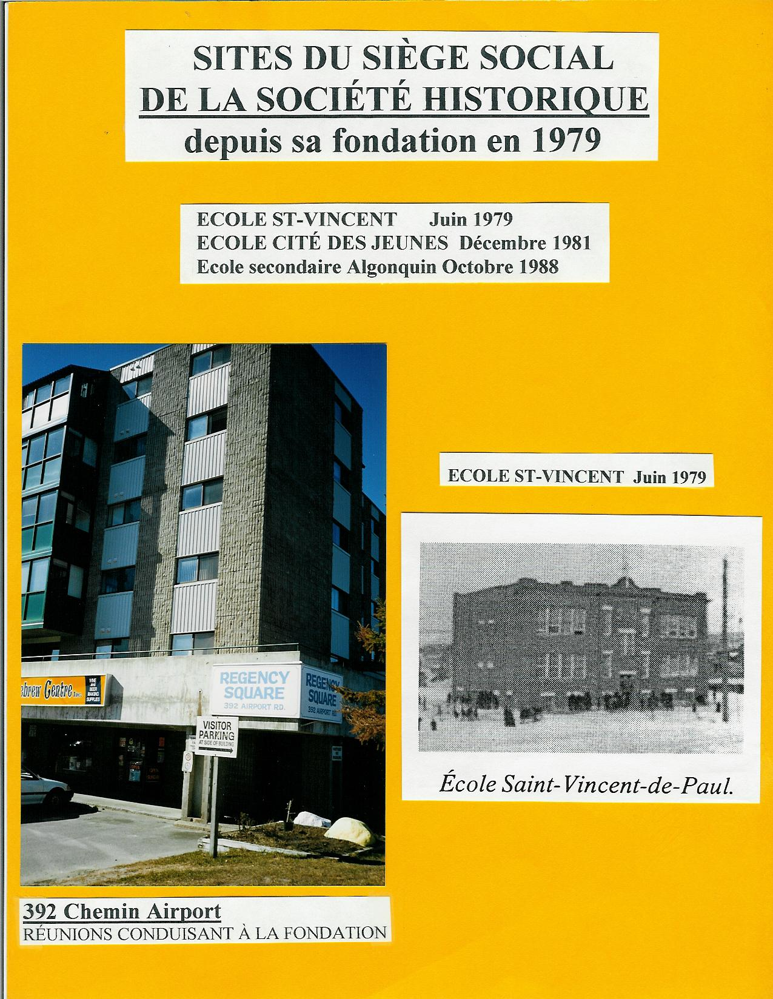 SITES DU SIÈGE SOCIAL
DE LA SOCIÉTÉ HISTORIQUE
depuis sa fondation en 1979
ECOLE ST-VINCENT Juin 1979
ECOLE CITÉ DES JEUNES Décembre 1981
Ecole secondaire Algonquin Octobre 1988
ECOLE ST-VINCENT Juin 1979
École Saint-Vincent-de-Paul.
ebrew Centre Inc.
WINE
and
BEER
MAKING
SUPPLIES
REGENCY
SQUARE
392 AIRPORT RD.
REGENCY
SQUARE
392 AIRPORT RD.
VISITOR
PARKING
AT SIDE OF BUILDING
OPEN
OPEN
SUNDAY
392 Chemin Airport
RÉUNIONS CONDUISANT À LA FONDATION